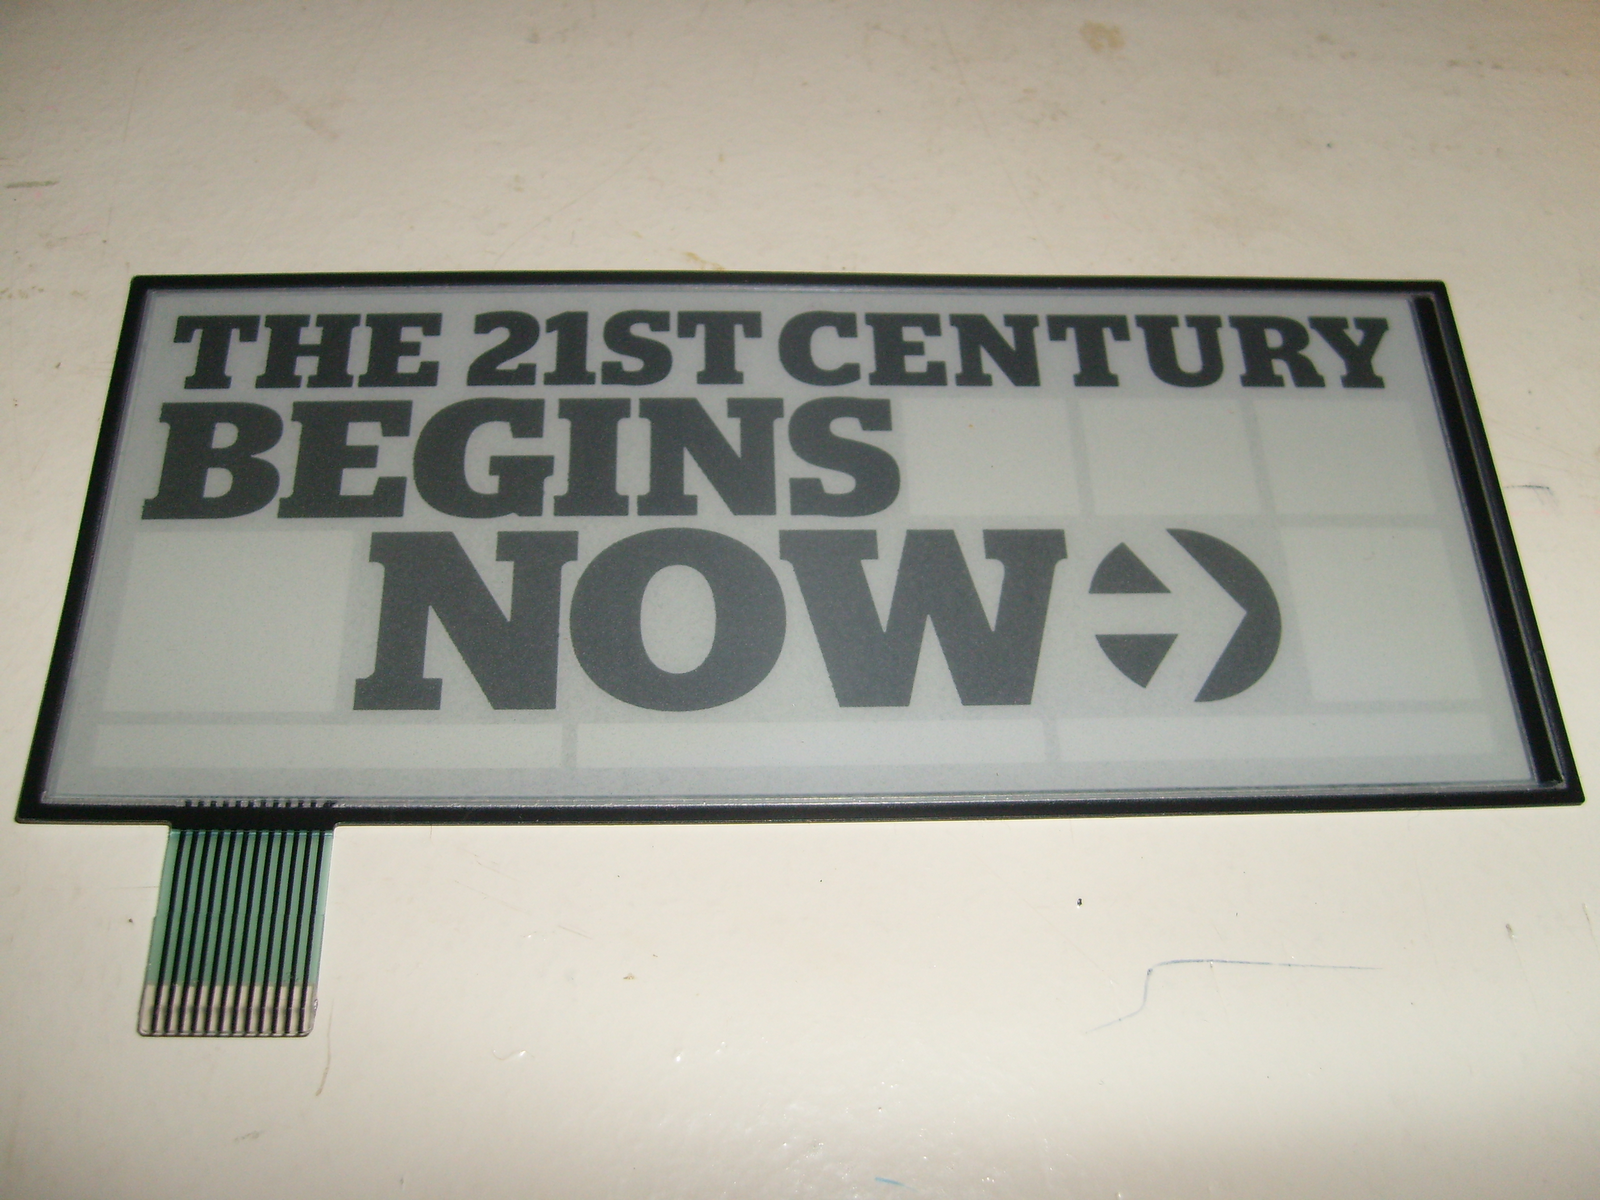 THE 21ST CENTURY
BEGINS
NOW